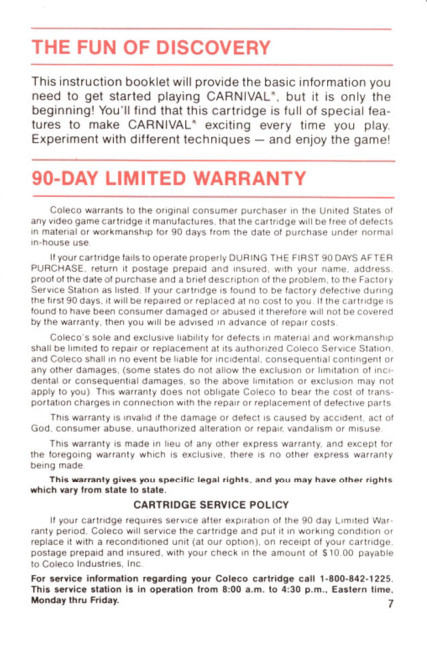 THE FUN OF DISCOVERY
This instruction booklet will provide the basic information you
need to get started playing CARNIVAL*, but it is only the
beginning! You'll find that this cartridge is full of special fea-
tures to make CARNIVAL* exciting every time you play.
Experiment with different techniques — and enjoy the game!
90-DAY LIMITED WARRANTY
Coleco warrants to the original consumer purchaser in the United States of
any video game cartridge it manufactures, that the cartridge will be free of defects
in material or workmanship for 90 days from the date of purchase under normal
in-house use.
If your cartridge fails to operate properly DURING THE FIRST 90 DAYS AFTER
PURCHASE, return it postage prepaid and insured, with your name, address,
proof of the date of purchase and a brief description of the problem, to the Factory
Service Station as listed. If your cartridge is found to be factory defective during
the first 90 days, it will be repaired or replaced at no cost to you. If the cartridge is
found to have been consumer damaged or abused it therefore will not be covered
by the warranty, then you will be advised in advance of repair costs.
Coleco's sole and exclusive liability for defects in material and workmanship
shall be limited to repair or replacement at its authorized Coleco Service Station,
and Coleco shall in no event be liable for incidental, consequential contingent or
any other damages, (some states do not allow the exclusion or limitation of inci-
dental or consequential damages, so the above limitation or exclusion may not
apply to you). This warranty does not obligate Coleco to bear the cost of trans-
portation charges in connection with the repair or replacement of defective parts.
This warranty is invalid if the damage or defect is caused by accident, act of
God, consumer abuse, unauthorized alteration or repair, vandalism or misuse.
This warranty is made in lieu of any other express warranty, and except for
the foregoing warranty which is exclusive, there is no other express warranty
being made.
This warranty gives you specific legal rights, and you may have other rights
which vary from state to state.
CARTRIDGE SERVICE POLICY
If your cartridge requires service after expiration of the 90 day Limited War-
ranty period, Coleco will service the cartridge and put it in working condition or
replace it with a reconditioned unit (at our option), on receipt of your cartridge,
postage prepaid and insured, with your check in the amount of $10.00 payable
to Coleco Industries, Inc.
For service information regarding your Coleco cartridge call 1-800-842-1225.
This service station is in operation from 8:00 a.m. to 4:30 p.m., Eastern time,
Monday thru Friday.
7